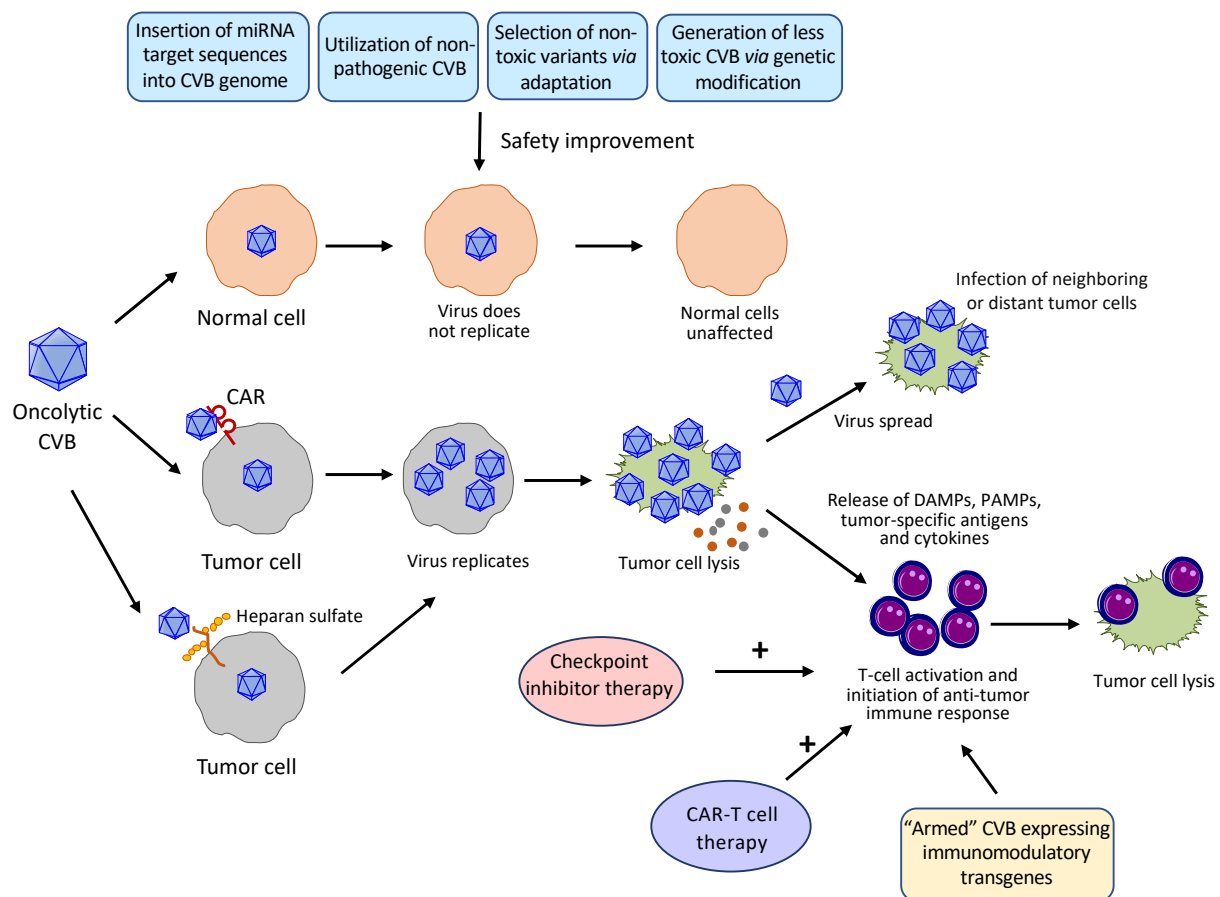 Insertion of miRNA
target sequences
into CVB genome
Utilization of non-
pathogenic CVB
Selection of non-
toxic variants via
adaptation
Generation of less
toxic CVB via genetic
modification
Safety improvement
Normal cell
Virus does
not replicate
Normal cells
unaffected
Infection of neighboring
or distant tumor cells
Oncolytic
CVB
CAR
Virus spread
Tumor cell
Virus replicates
Tumor cell lysis
Release of DAMPs, PAMPs,
tumor-specific antigens
and cytokines
Heparan sulfate
Tumor cell
Checkpoint
inhibitor therapy
+
T-cell activation and
initiation of anti-tumor
immune response
Tumor cell lysis
+
CAR-T cell
therapy
“Armed” CVB expressing
immunomodulatory
transgenes